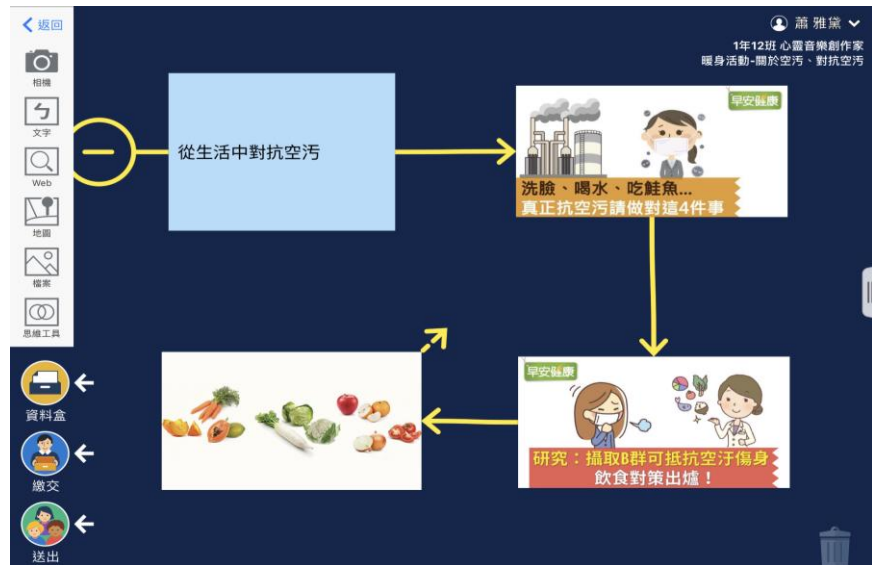 返回
相機
文字
Web
地圖
檔案
思維工具
資料盒
繳交
送出
蕭雅黛
1年12班 心靈音樂創作家
暖身活動-關於空汚、對抗空汚
從生活中對抗空汚
早安健康
洗臉、喝水、吃鮭魚...
真正抗空污請做對這4件事
早安健康
研究：攝取B群可抵抗空汙傷身
飲食對策出爐！